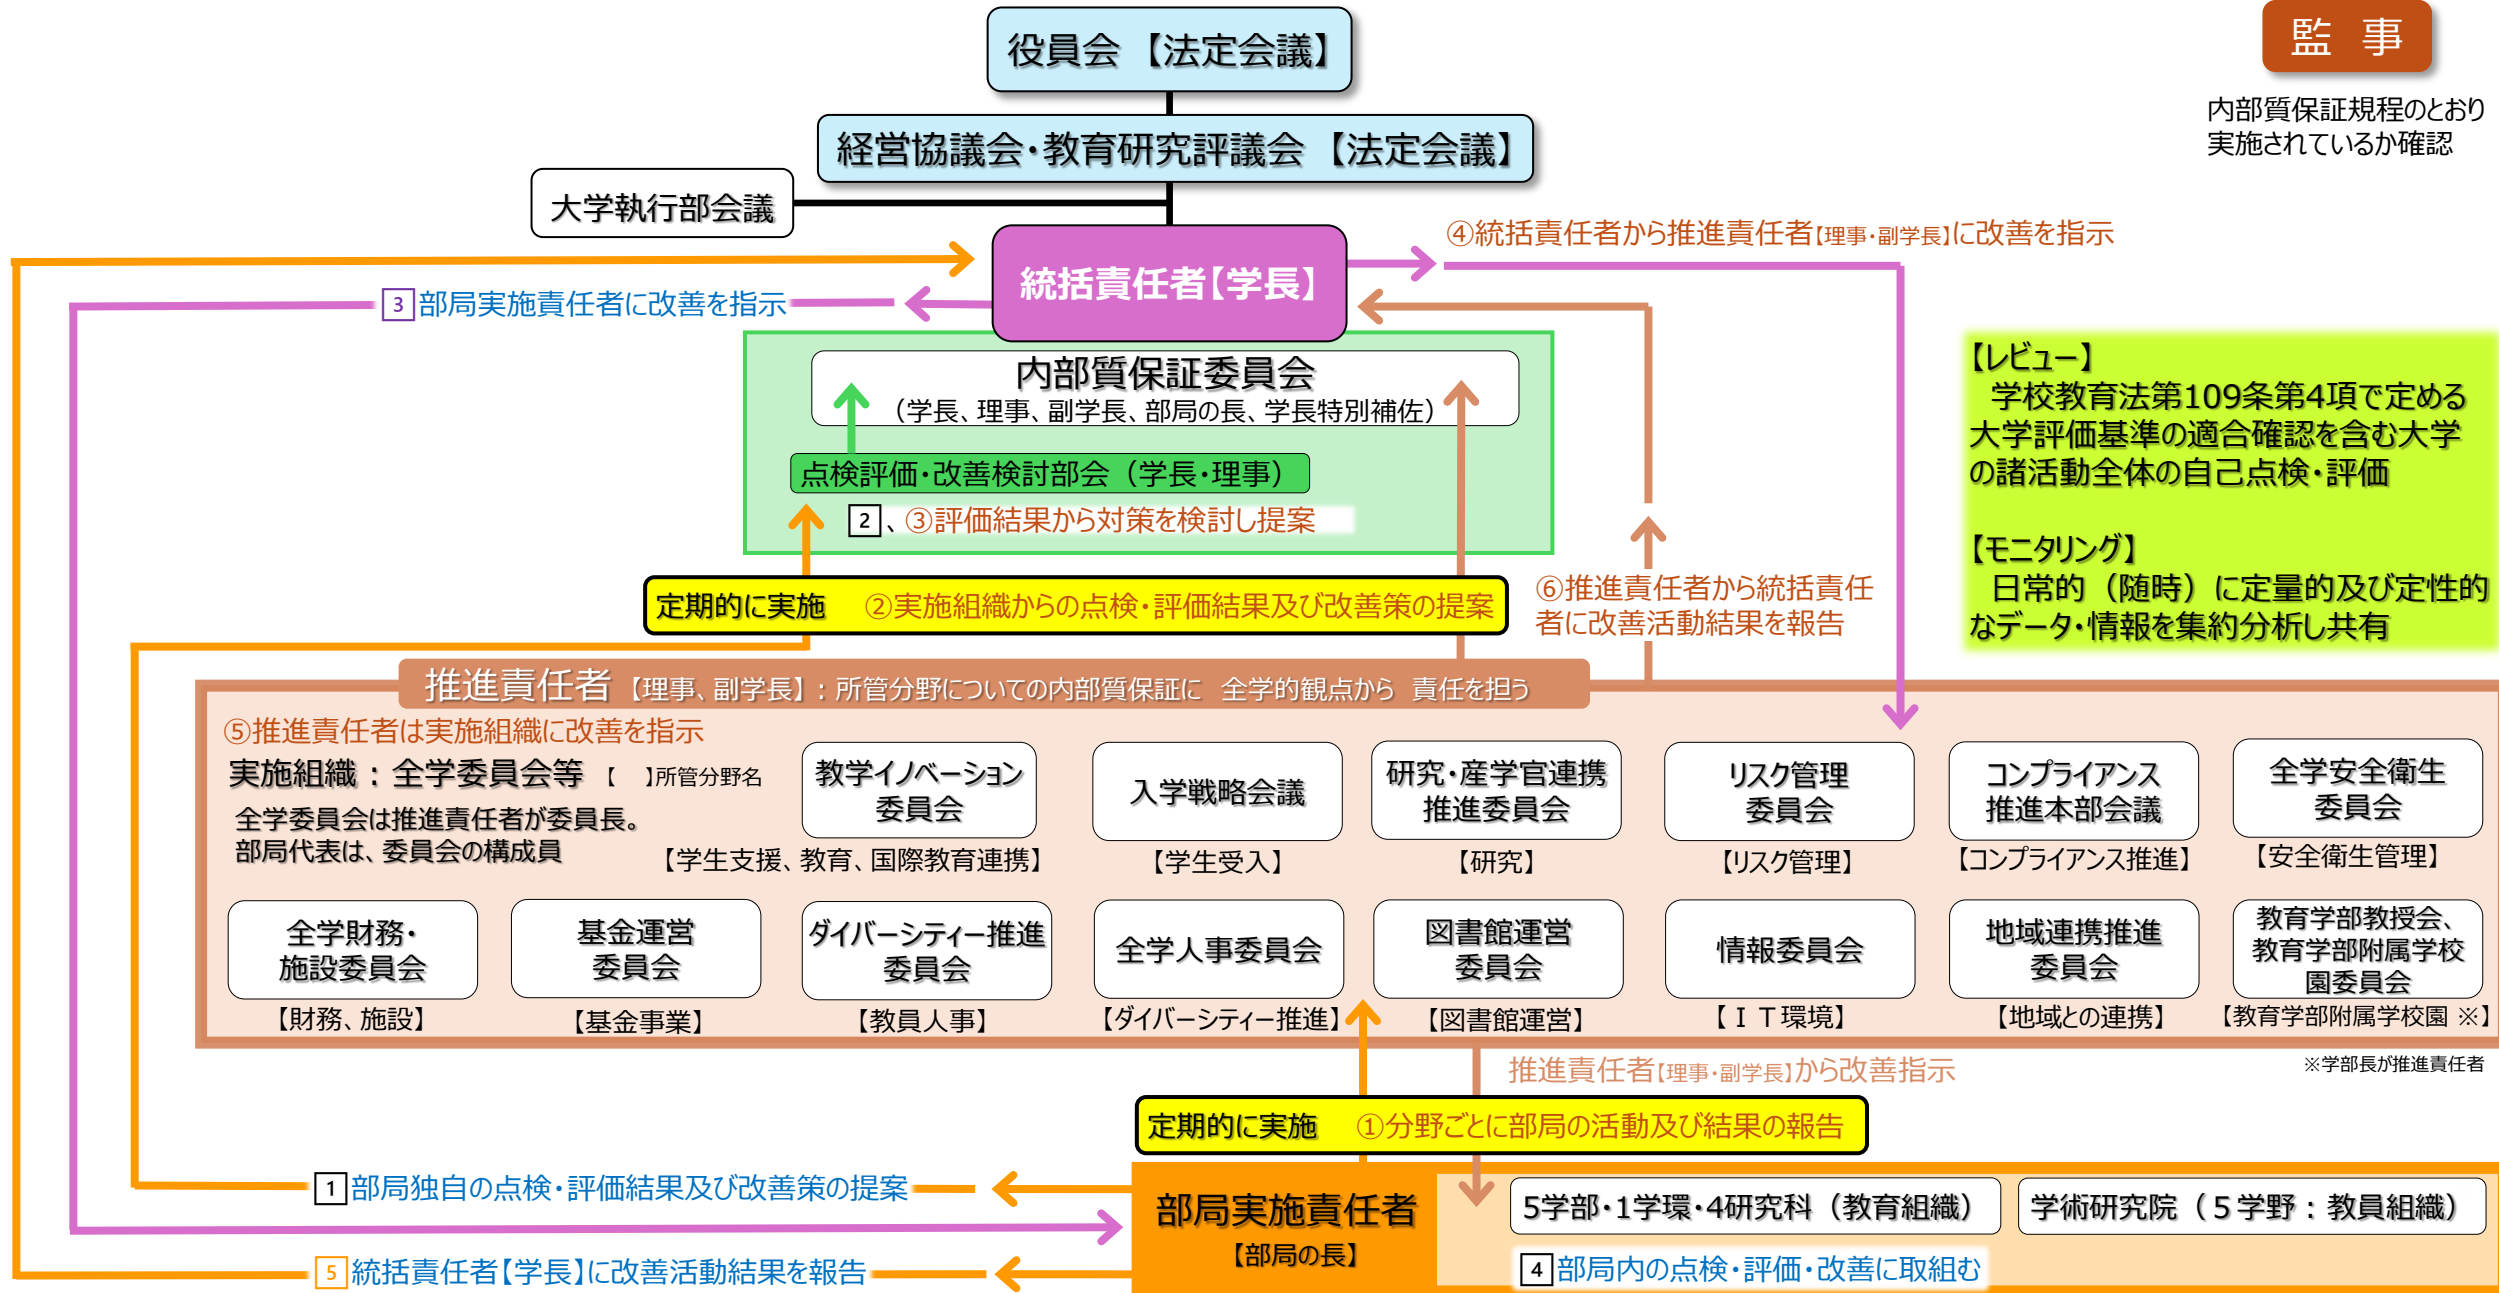 役員会【法定会議】
監 事
内部質保証規程のとおり
実施されているか確認
経営協議会・教育研究評議会【法定会議】
大学執行部会議
統括責任者【学長】
④統括責任者から推進責任者【理事・副学長】に改善を指示
3 部局実施責任者に改善を指示
内部質保証委員会
（学長、理事、副学長、部局の長、学長特別補佐）
点検評価・改善検討部会（学長・理事）
2、③評価結果から対策を検討し提案
【レビュー】
学校教育法第109条第4項で定める
大学評価基準の適合確認を含む大学
の諸活動全体の自己点検・評価
【モニタリング】
日常的（随時）に定量的及び定性的
なデータ・情報を集約分析し共有
定期的に実施 ②実施組織からの点検・評価結果及び改善策の提案
⑥推進責任者から統括責任
者に改善活動結果を報告
推進責任者【理事、副学長】：所管分野についての内部質保証に 全学的観点から 責任を担う
⑤推進責任者は実施組織に改善を指示
実施組織：全学委員会等 【 】所管分野名
全学委員会は推進責任者が委員長。
部局代表は、委員会の構成員
教学イノベーション
委員会
【学生支援、教育、国際教育連携】
入学戦略会議
【学生受入】
研究・産学官連携
推進委員会
【研究】
リスク管理
委員会
【リスク管理】
コンプライアンス
推進本部会議
【コンプライアンス推進】
全学安全衛生
委員会
【安全衛生管理】
全学財務・
施設委員会
【財務、施設】
基金運営
委員会
【基金事業】
ダイバーシティー推進
委員会
【教員人事】
全学人事委員会
【ダイバーシティー推進】
図書館運営
委員会
【図書館運営】
情報委員会
【ＩＴ環境】
地域連携推進
委員会
【地域との連携】
教育学部教授会、
教育学部附属学校
園委員会
【教育学部附属学校園 ※】
※学部長が推進責任者
推進責任者【理事・副学長】から改善指示
定期的に実施 ①分野ごとに部局の活動及び結果の報告
1 部局独自の点検・評価結果及び改善策の提案
部局実施責任者
【部局の長】
5学部・1学環・4研究科（教育組織）
学術研究院（５学野：教員組織）
4 部局内の点検・評価・改善に取組む
5 統括責任者【学長】に改善活動結果を報告